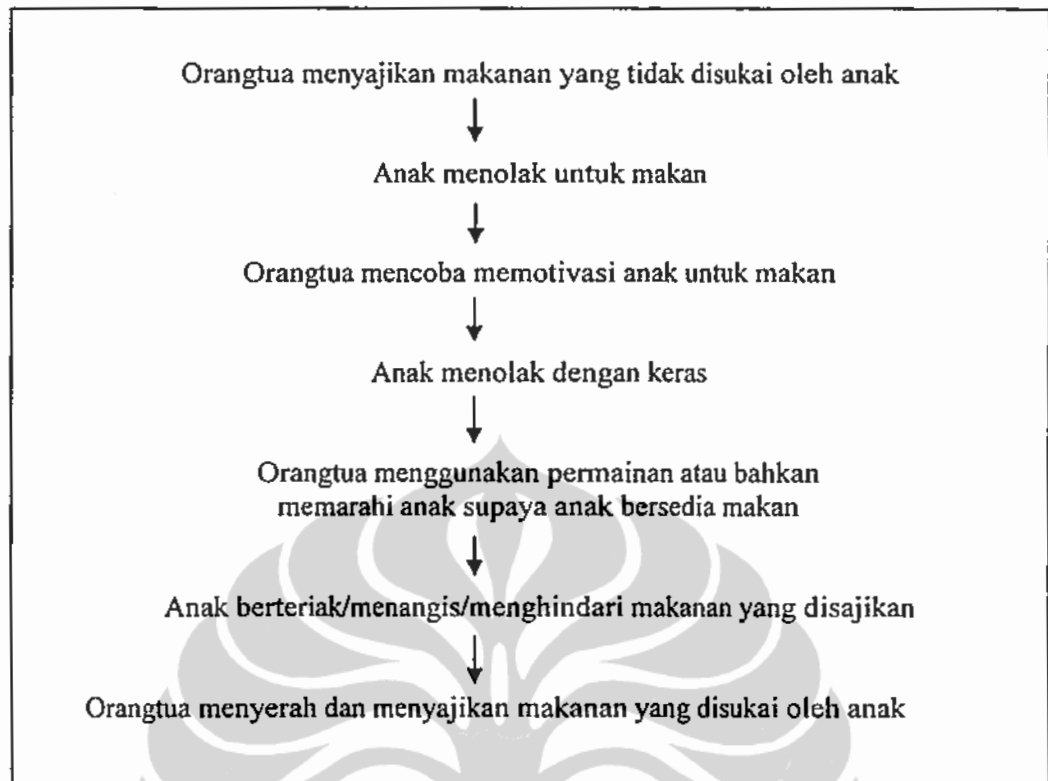 Orangtua menyajikan makanan yang tidak disukai oleh anak
Anak menolak untuk makan
Orangtua mencoba memotivasi anak untuk makan
Anak menolak dengan keras
Orangtua menggunakan permainan atau bahkan
memarahi anak supaya anak bersedia makan
Anak berteriak/menangis/menghindari makanan yang disajikan
Orangtua menyerah dan menyajikan makanan yang disukai oleh anak